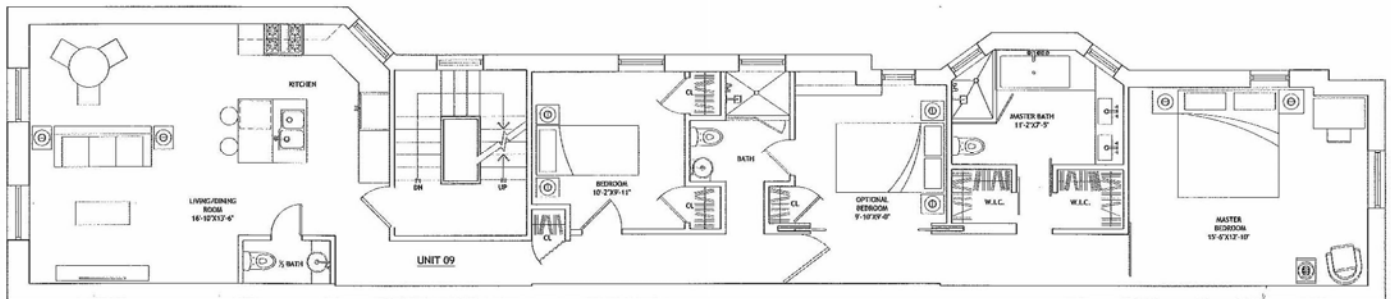 KITCHEN
LIVING/DINING
ROOM
16'-10"X13'-6"
½ BATH
UNIT 09
DN
UP
CL
BEDROOM
10'-2"X9'-11"
CL
CL
BATH
CL
OPTIONAL
BEDROOM
9'-10"X9'-0"
MASTER BATH
11'-2"X7'-5"
W.I.C.
W.I.C.
MASTER
BEDROOM
15'-6"X12'-10"